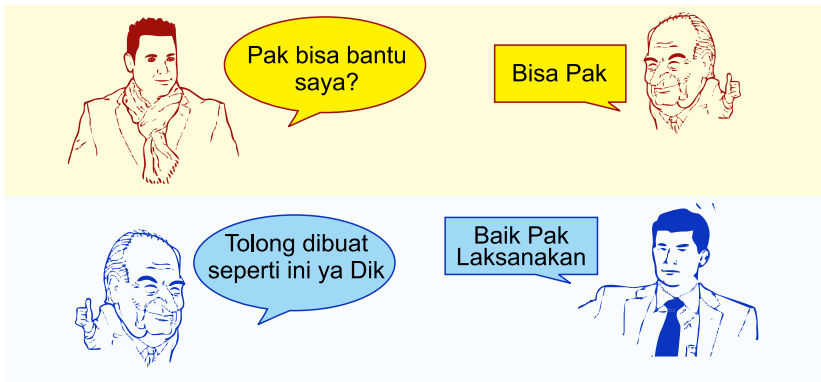 Pak bisa bantu
saya?
Bisa Pak
Tolong dibuat
seperti ini ya Dik
Baik Pak
Laksanakan